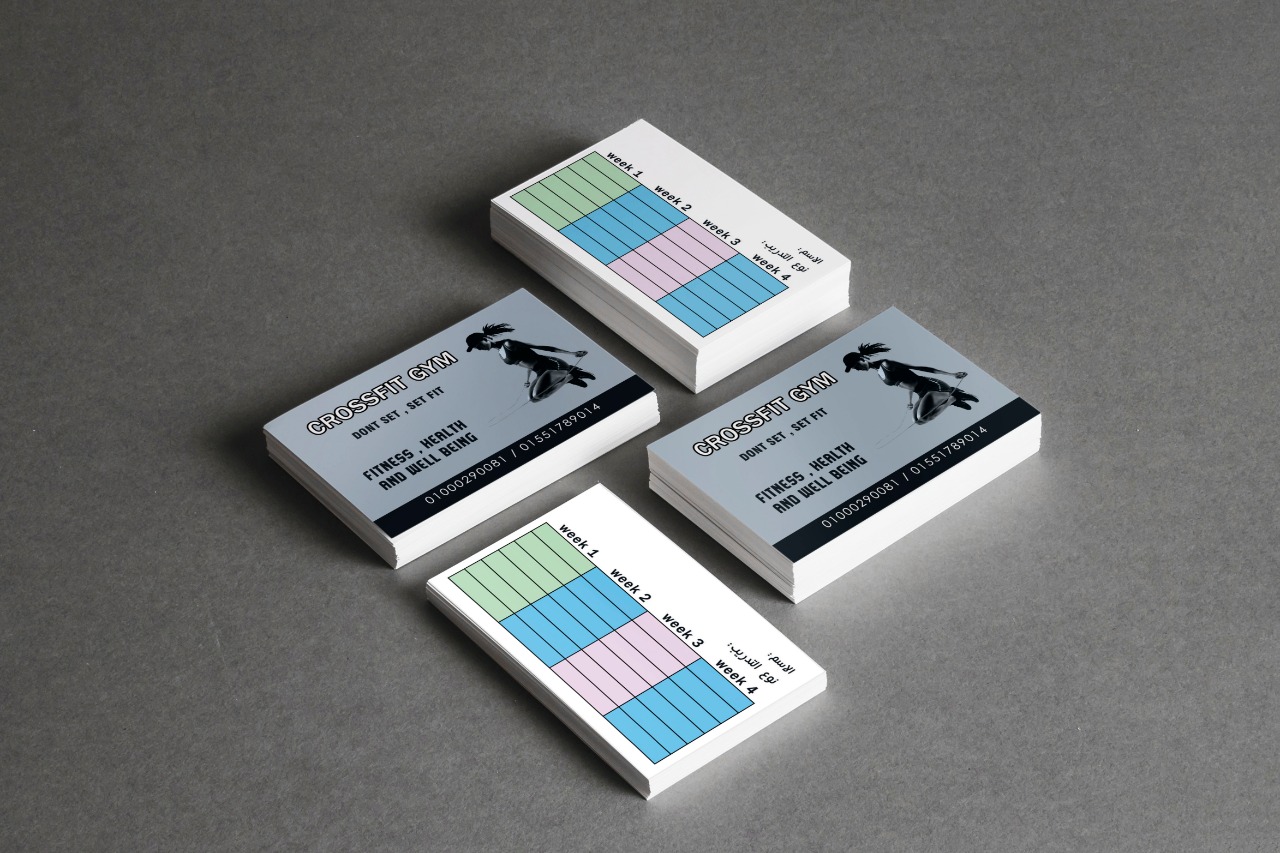 الاسم:
نوع التدريب:
week 1
week 2
week 3
week 4
CROSSFIT GYM
DONT SET , SET FIT
FITNESS , HEALTH
AND WELL BEING
01000290081 / 01551789014
CROSSFIT GYM
DONT SET , SET FIT
FITNESS , HEALTH
AND WELL BEING
01000290081 / 01551789014
الاسم:
نوع التدريب:
week 1
week 2
week 3
week 4